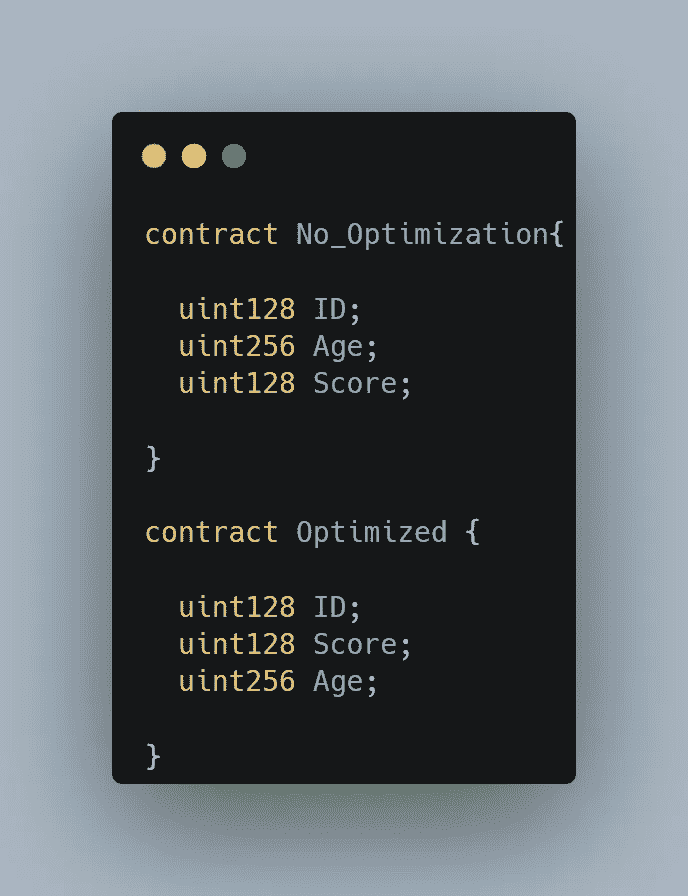 contract No_Optimization{
uint128 ID;
uint256 Age;
uint128 Score;
}
contract Optimized {
uint128 ID;
uint128 Score;
uint256 Age;
}